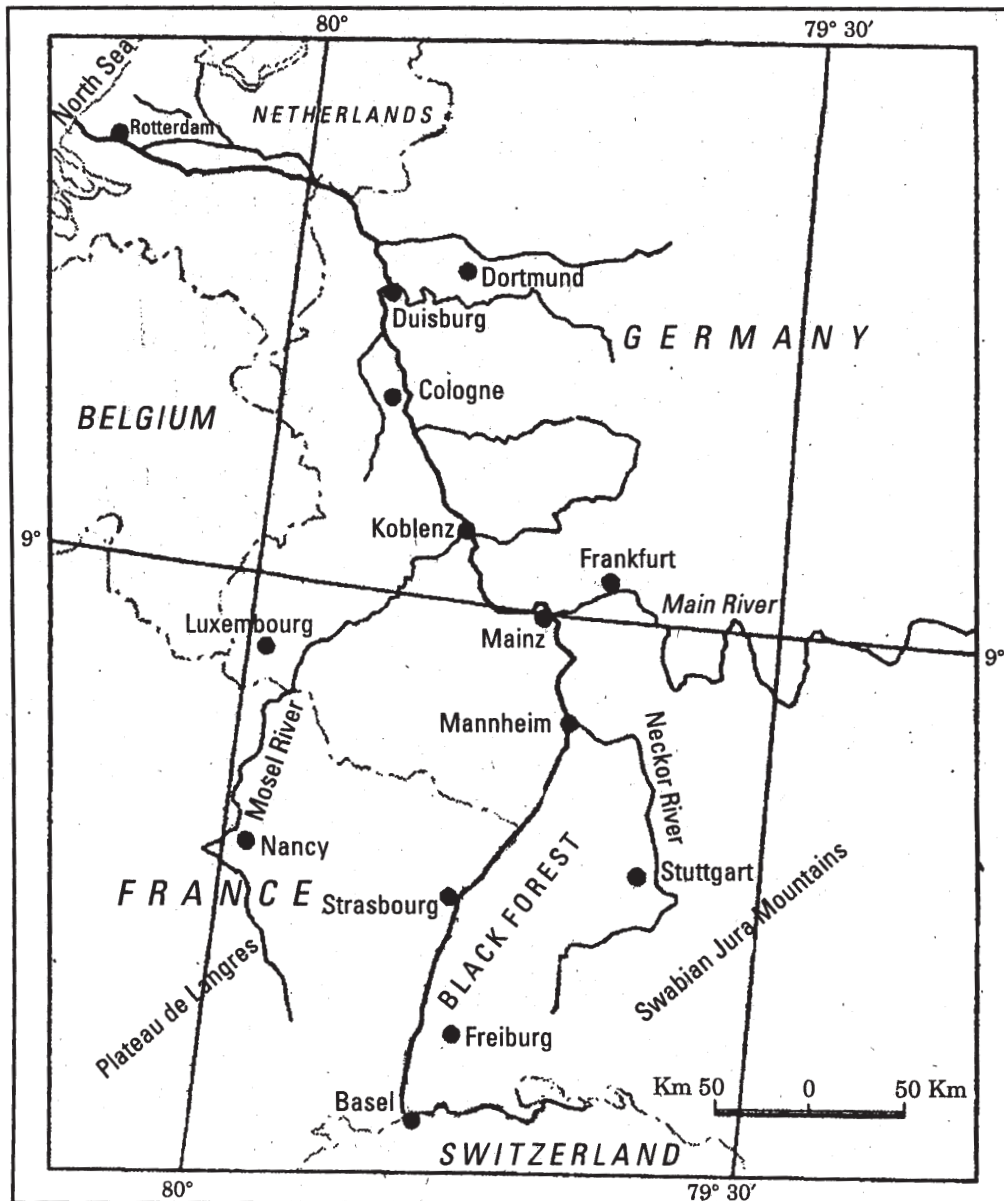 80°
79° 30′
North Sea
NETHERLANDS
Rotterdam
Dortmund
Duisburg
GERMANY
Cologne
BELGIUM
Koblenz
9°
Frankfurt
Main River
Luxembourg
Mainz
9°
Mannheim
Mosel River
Neckor River
Nancy
Stuttgart
FRANCE
Strasbourg
BLACK FOREST
Swabian Jura Mountains
Plateau de Langres
Freiburg
Km 50 0 50 Km
Basel
SWITZERLAND
80°
79° 30′